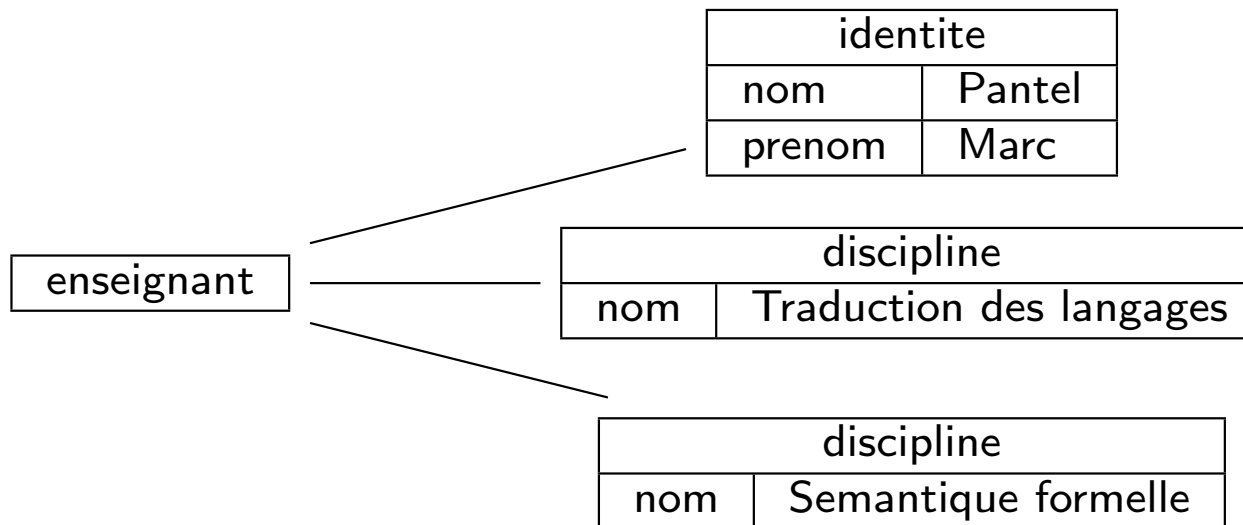 identite
nom Pantel
prenom Marc
enseignant
discipline
nom Traduction des langages
discipline
nom Semantique formelle